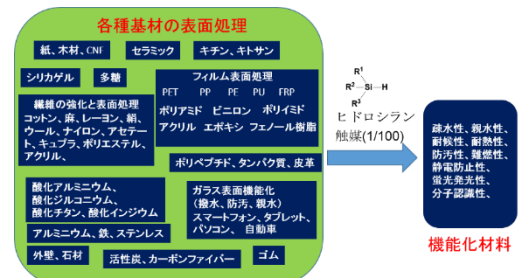 各種基材の表面処理
紙、木材、CNF
セラミック
キチン、キトサン
シリカゲル
多糖
フィルム表面処理
PET PP PE PU FRP
ポリアミド ビニロン ポリイミド
アクリル エポキシ フェノール樹脂
繊維の強化と表面処理
コットン、麻、レーヨン、絹、
ウール、ナイロン、アセテー
ト、キュプラ、ポリエステル、
アクリル、
ポリペプチド、タンパク質、皮革
酸化アルミニウム、
酸化ジルコニウム、
酸化チタン、酸化インジウム
ガラス表面機能化
(撥水、防汚、親水)
スマートフォン、タブレット、
パソコン、 自動車
アルミニウム、鉄、ステンレス
外壁、石材
活性炭、カーボンファイバー
ゴム
R¹
R²-Si-H
R³
ヒドロシラン
触媒(1/100)
疎水性、親水性、
耐候性、耐熱性、
防汚性、難燃性、
静電防止性、
蛍光発光性、
分子認識性、
機能化材料